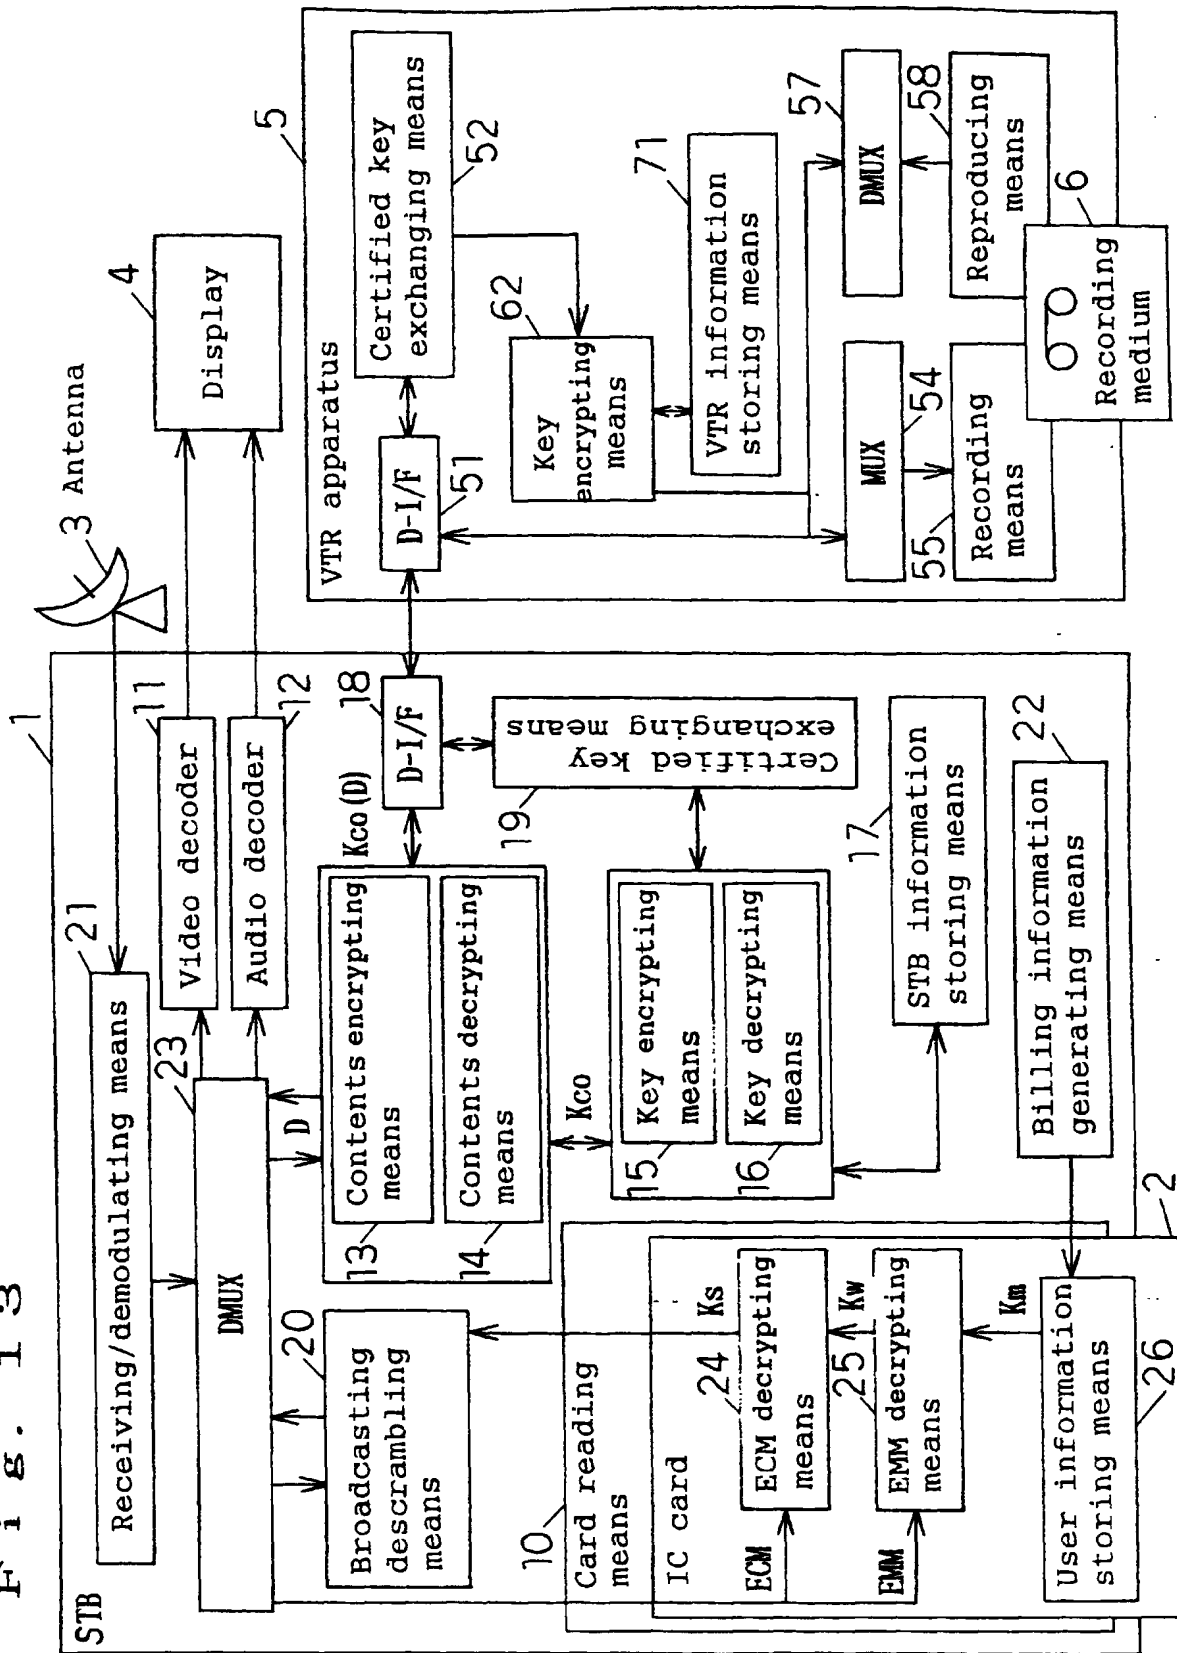 Fig. 13
STB
1
Receiving/demodulating means
21
3 Antenna
Video decoder
11
Audio decoder
12
4
Display
DMUX
23
D
Broadcasting
descrambling
means
20
Contents encrypting
means
13
Contents decrypting
means
14
Kco(D)
D-I/F
18
Certified key
exchanging means
19
Kco
Key encrypting
means
15
Key decrypting
means
16
STB information
storing means
17
Billing information
generating means
22
10
Card reading
means
IC card
2
Ks
ECM
ECM decrypting
means
24
Kw
EMM
EMM decrypting
means
25
Km
User information
storing means
26
VTR apparatus
5
D-I/F
51
Certified key
exchanging means
52
Key
encrypting
means
62
VTR information
storing means
71
MUX
54
DMUX
57
Recording
means
55
Reproducing
means
58
Recording
medium
6